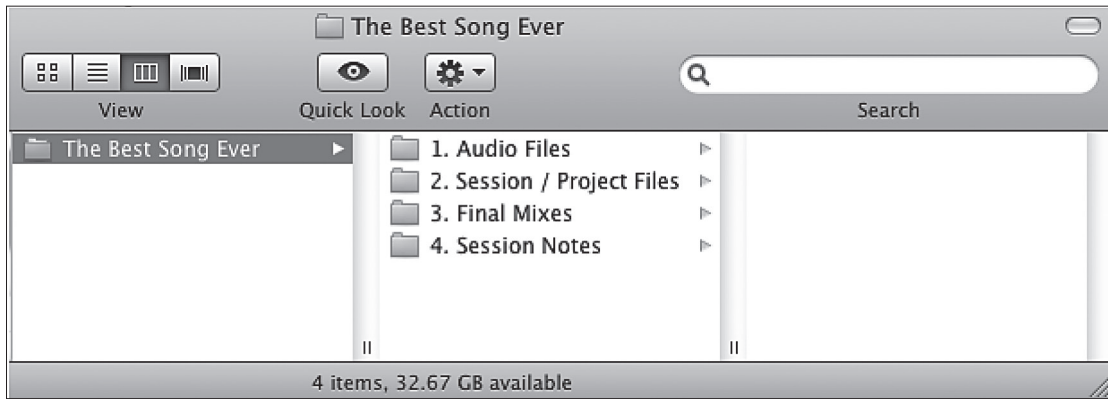 The Best Song Ever
View
Quick Look
Action
Search
The Best Song Ever
1. Audio Files
2. Session / Project Files
3. Final Mixes
4. Session Notes
4 items, 32.67 GB available